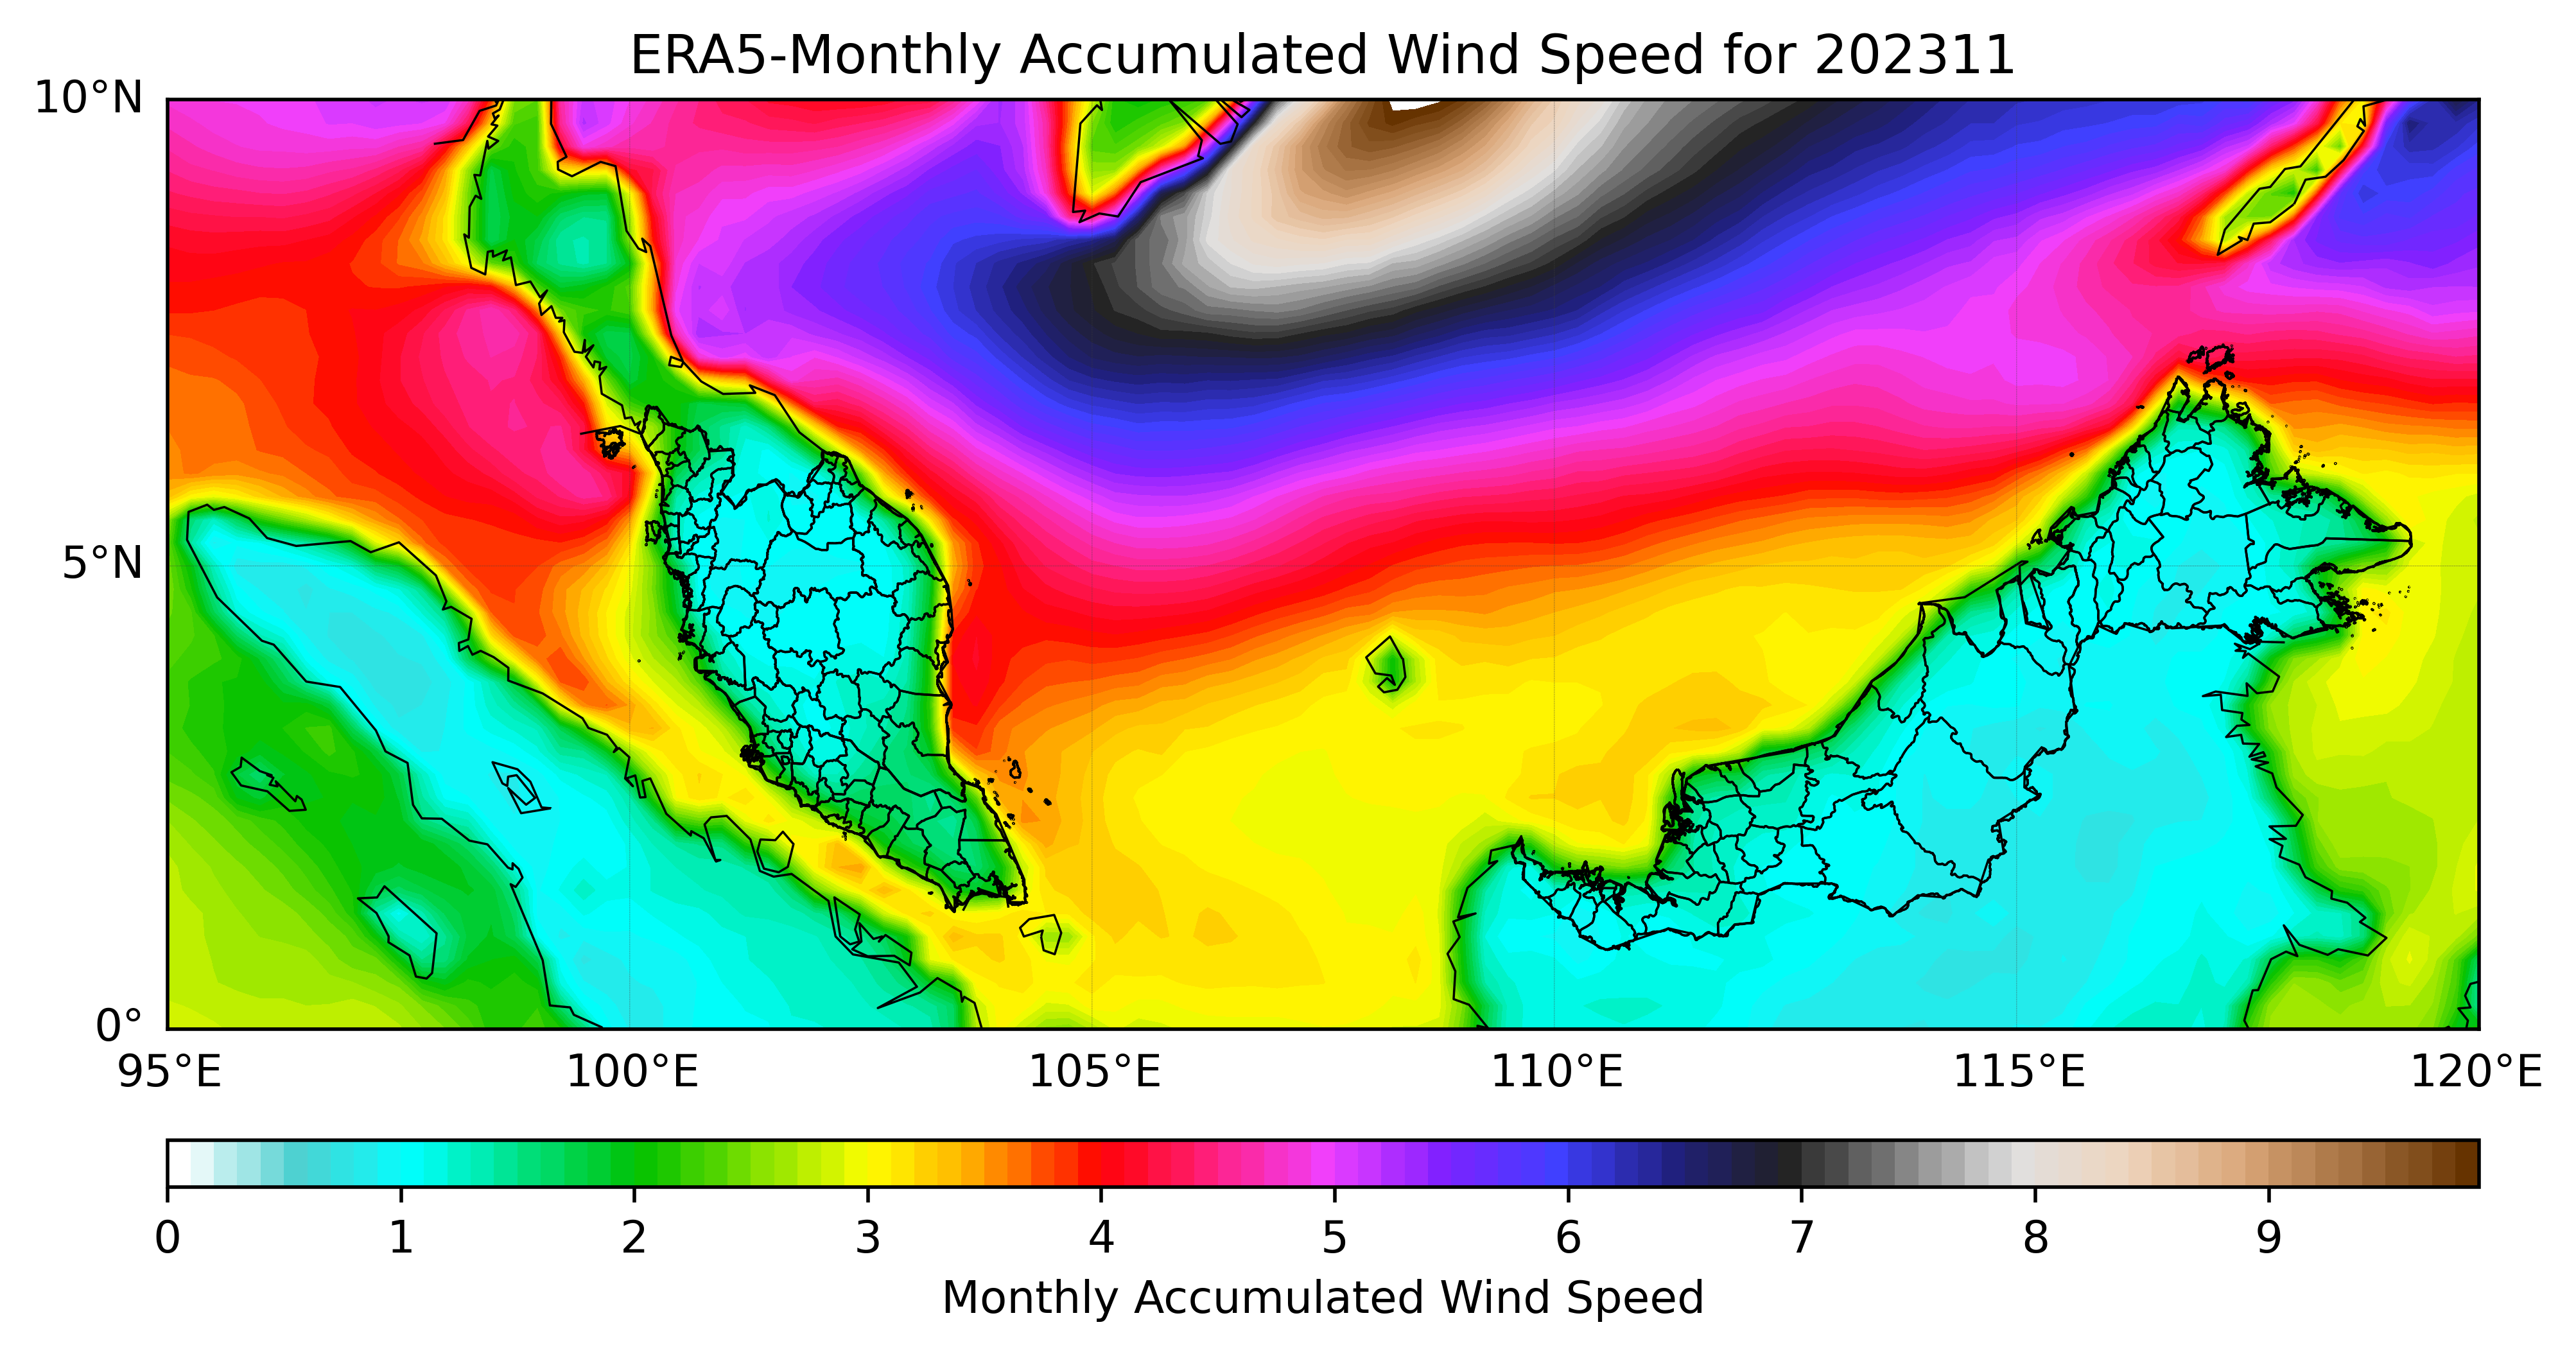 ERA5-Monthly Accumulated Wind Speed for 202311
10°N
5°N
0°
95°E 100°E 105°E 110°E 115°E 120°E
0 1 2 3 4 5 6 7 8 9
Monthly Accumulated Wind Speed